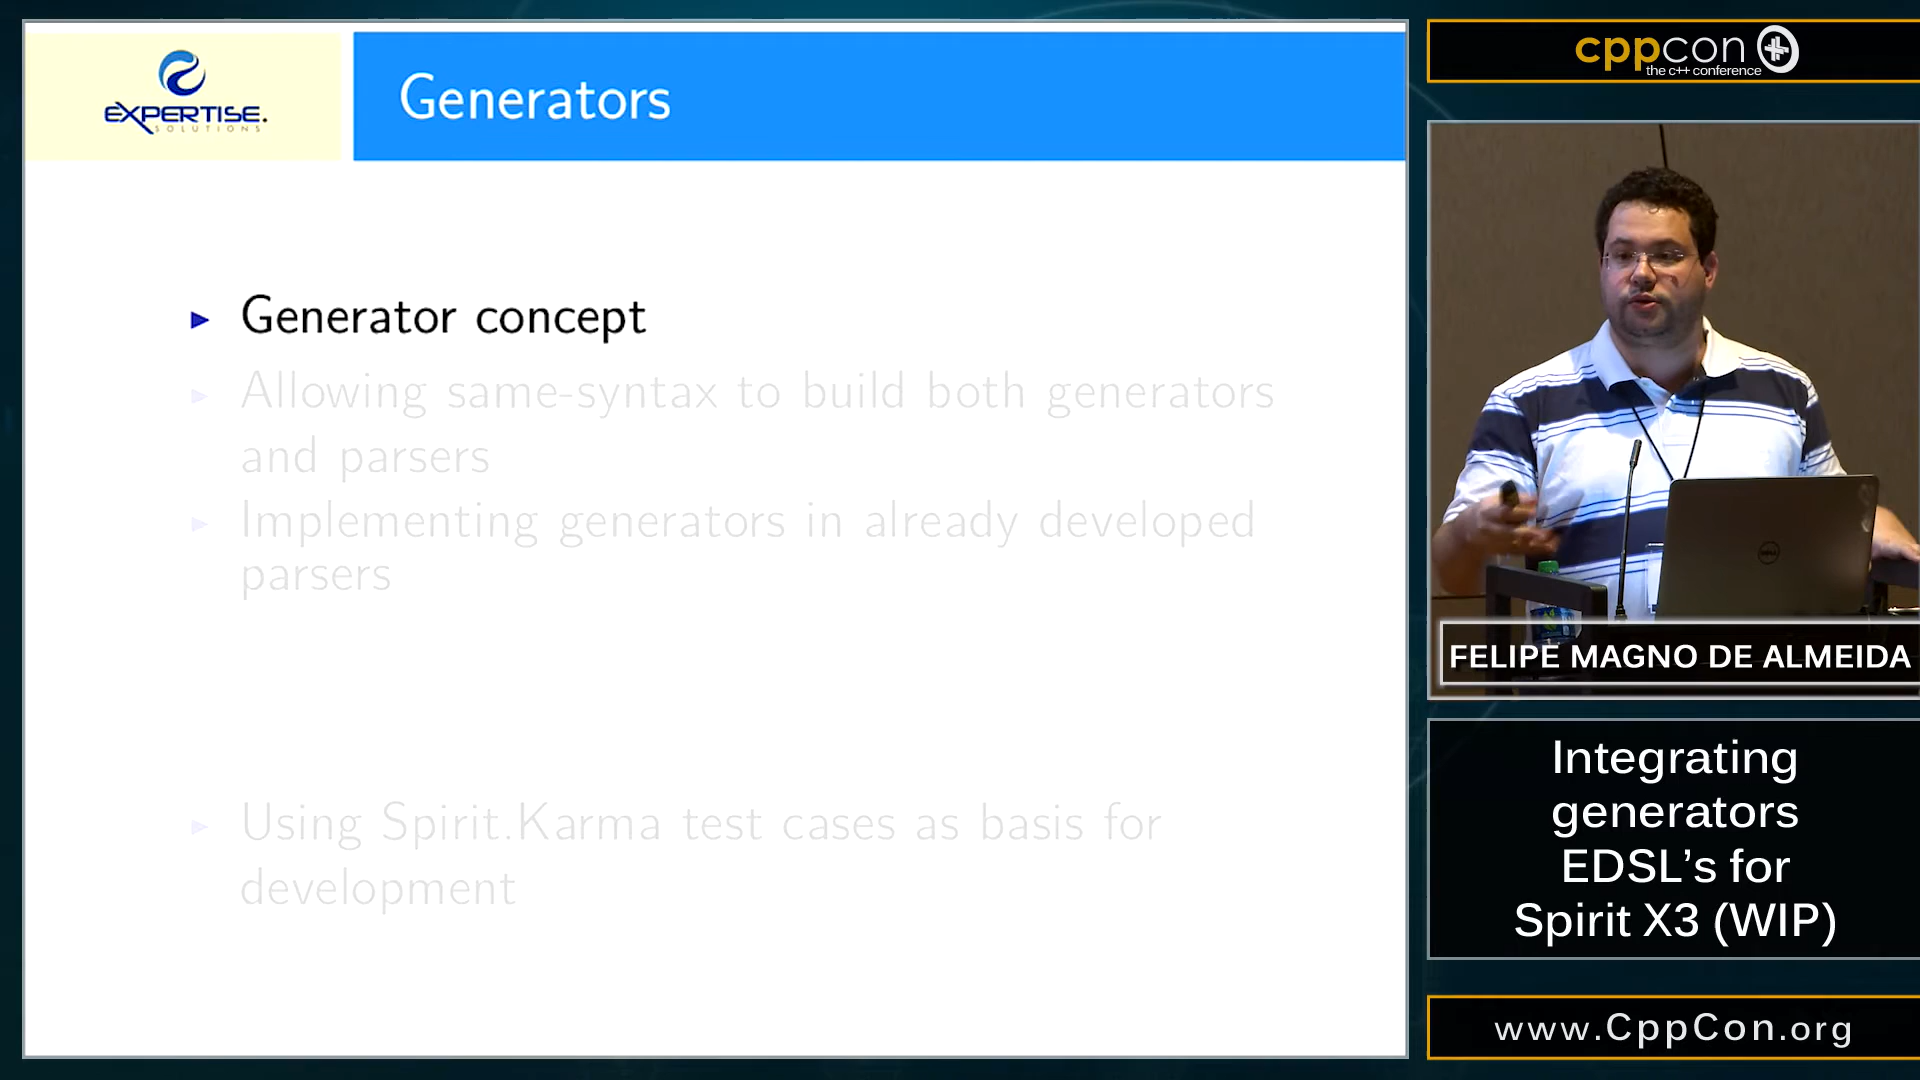 EXPERTISE.
SOLUTIONS
Generators
Generator concept
Allowing same-syntax to build both generators
and parsers
Implementing generators in already developed
parsers
Using Spirit.Karma test cases as basis for
development
cppcon
the c++ conference
DELL
FELIPE MAGNO DE ALMEIDA
Integrating
generators
EDSL’s for
Spirit X3 (WIP)
www.CppCon.org